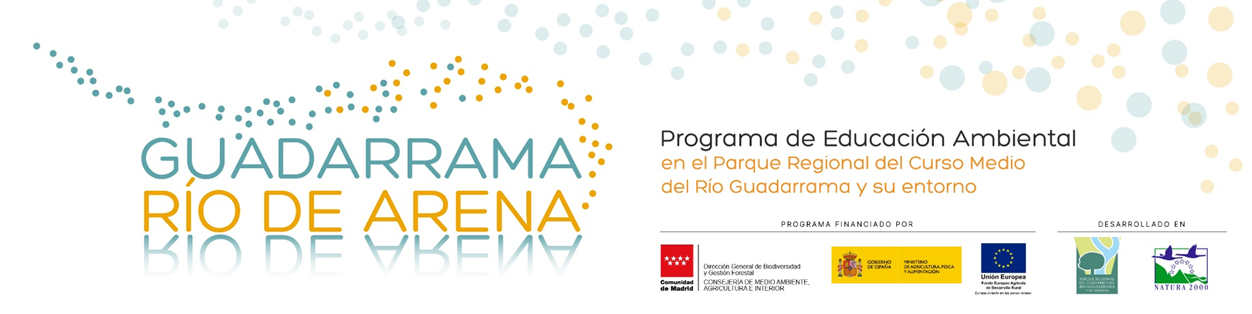 GUADARRAMA
RÍO DE ARENA
Programa de Educación Ambiental
en el Parque Regional del Curso Medio
del Río Guadarrama y su entorno
PROGRAMA FINANCIADO POR
Comunidad
de Madrid
Dirección General de Biodiversidad
y Gestión Forestal
CONSEJERÍA DE MEDIO AMBIENTE,
AGRICULTURA E INTERIOR
GOBIERNO
DE ESPAÑA
MINISTERIO
DE AGRICULTURA, PESCA
Y ALIMENTACIÓN
Unión Europea
Fondo Europeo Agrícola
de Desarrollo Rural
DESARROLLADO EN
PARQUE REGIONAL
NATURA 2000